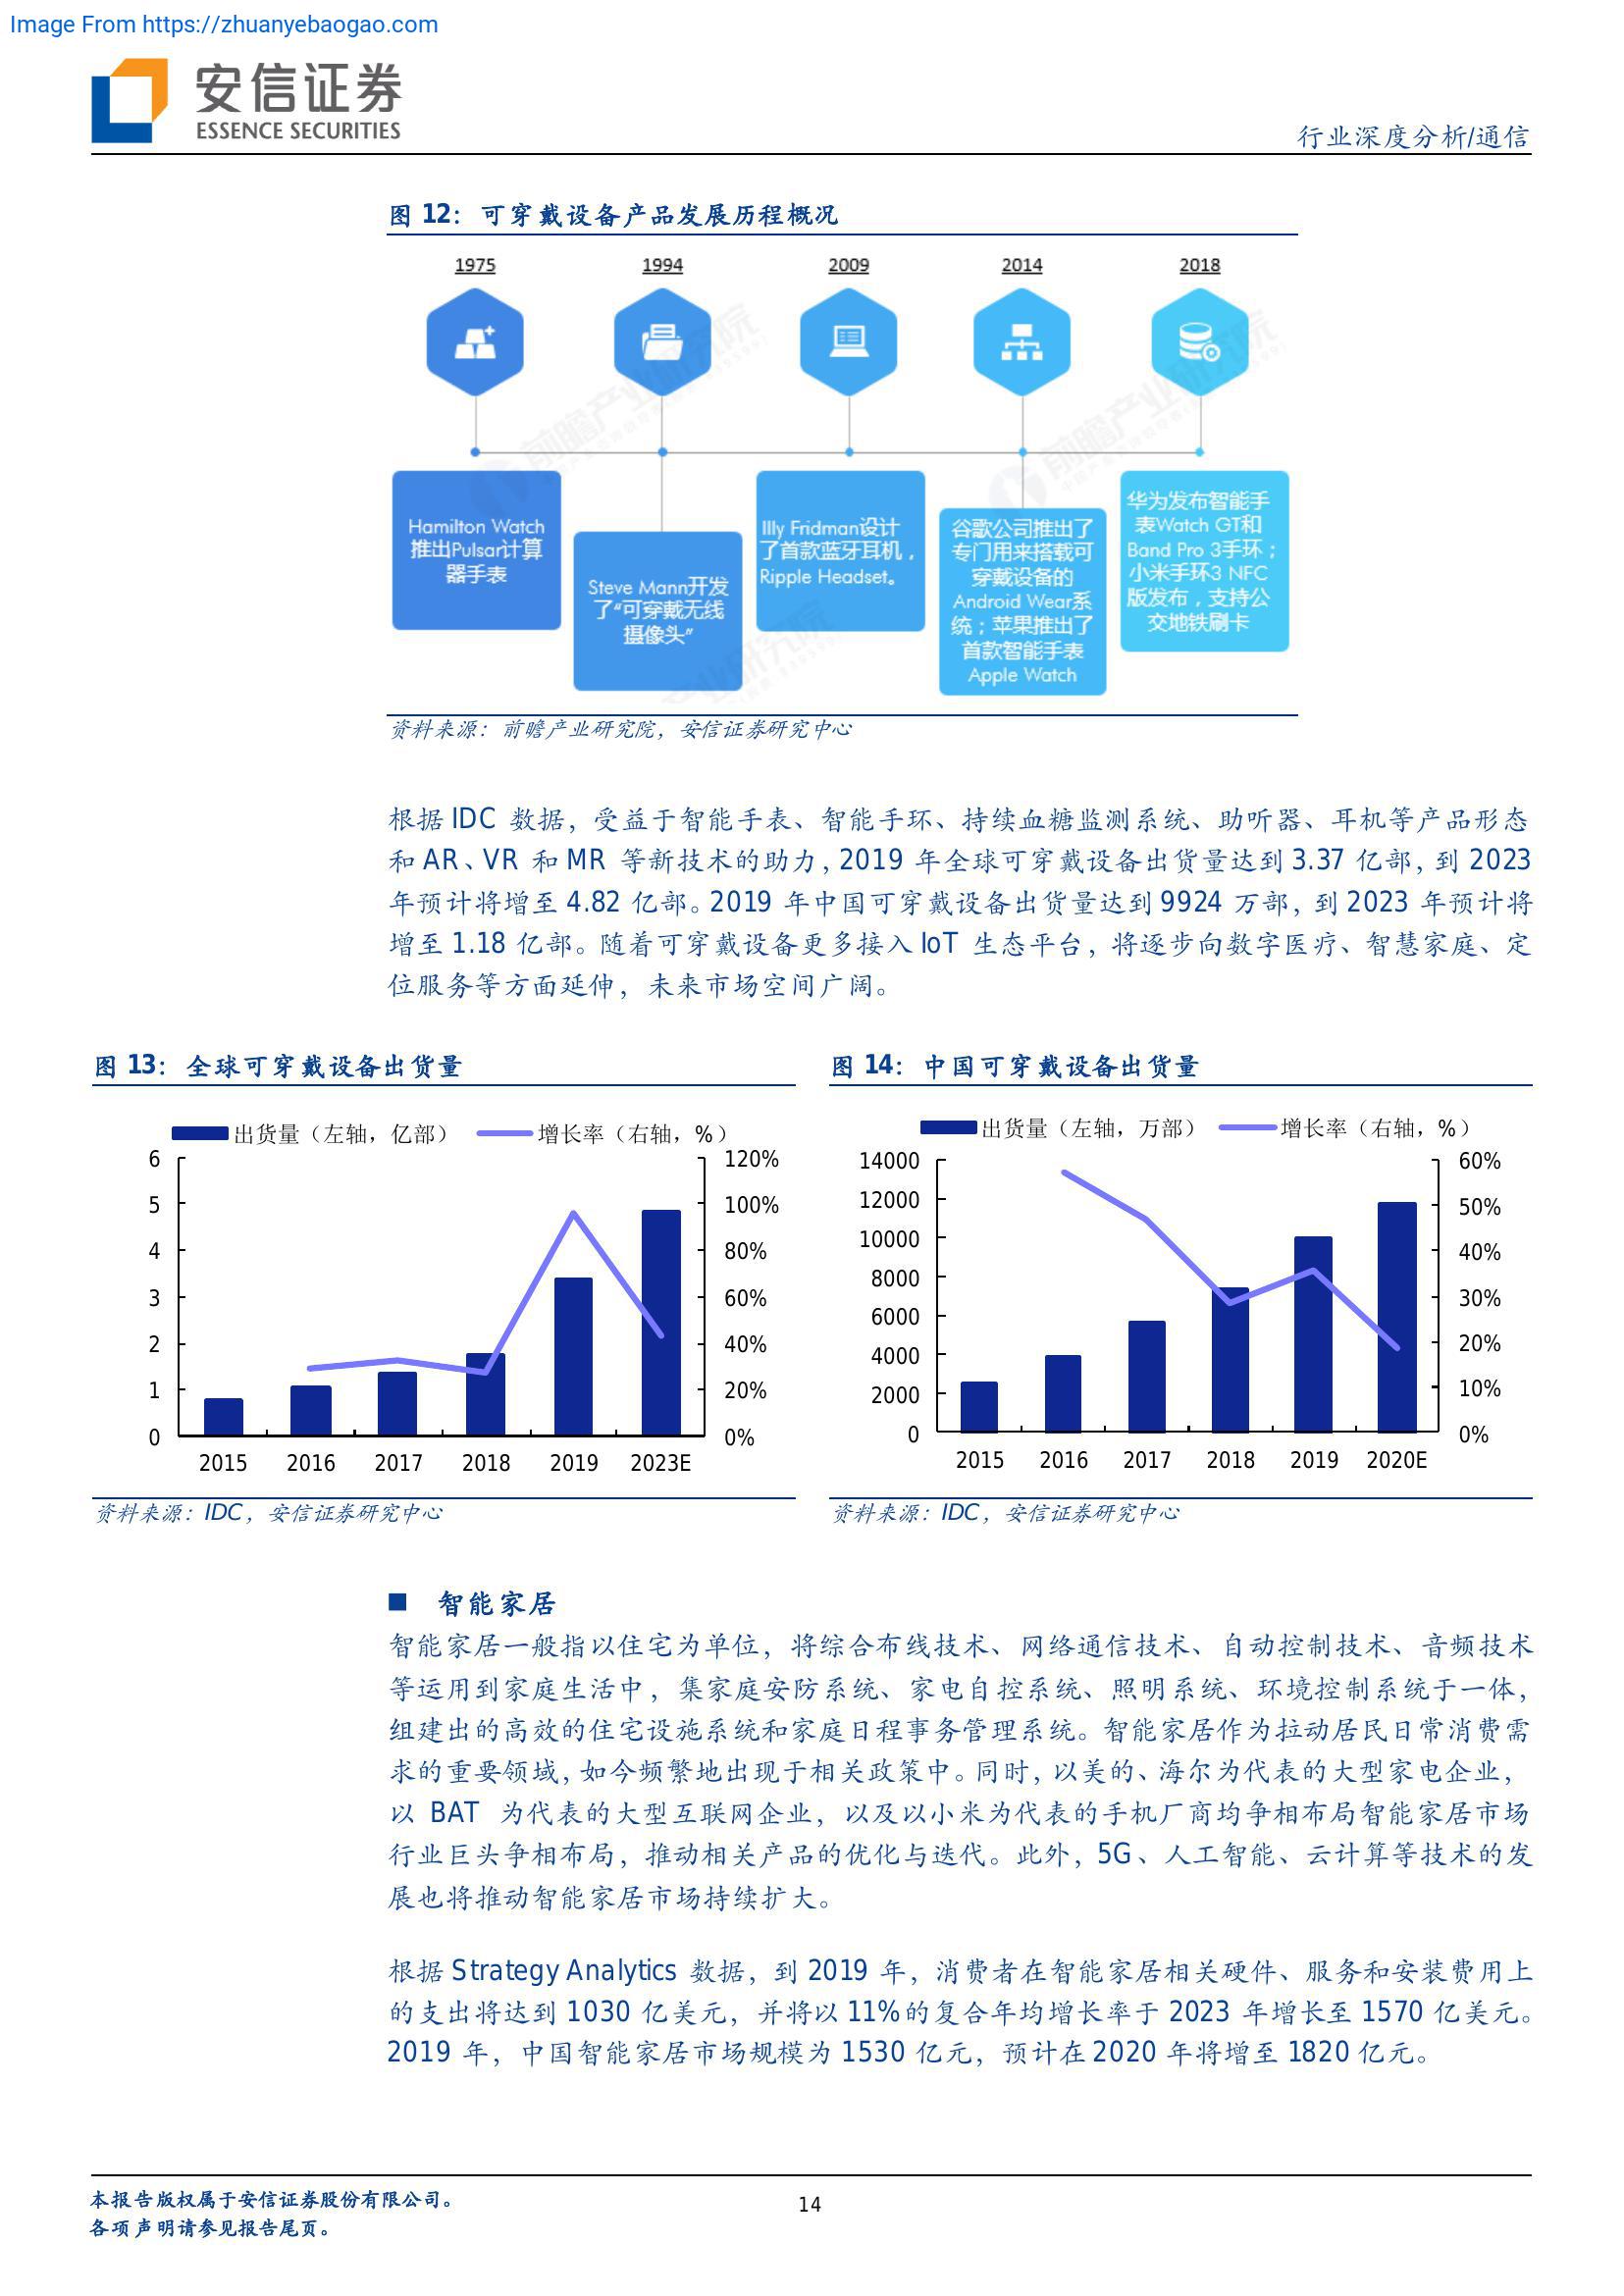 Image From https://zhuanyebaogao.com
安信证券
ESSENCE SECURITIES
行业深度分析/通信
图 12：可穿戴设备产品发展历程概况
1975
1994
2009
2014
2018
Hamilton Watch
推出Pulsar计算
器手表
Steve Mann开发
了“可穿戴无线
摄像头”
Illy Fridman设计
了首款蓝牙耳机，
Ripple Headset。
谷歌公司推出了
专门用来搭载可
穿戴设备的
Android Wear系
统；苹果推出了
首款智能手表
Apple Watch
华为发布智能手
表Watch GT和
Band Pro 3手环；
小米手环3 NFC
版发布，支持公
交地铁刷卡
前瞻产业研究院
前瞻产业研究院
产业研究院
资料来源：前瞻产业研究院，安信证券研究中心
根据 IDC 数据，受益于智能手表、智能手环、持续血糖监测系统、助听器、耳机等产品形态
和 AR、VR 和 MR 等新技术的助力，2019 年全球可穿戴设备出货量达到 3.37 亿部，到 2023
年预计将增至 4.82 亿部。2019 年中国可穿戴设备出货量达到 9924 万部，到 2023 年预计将
增至 1.18 亿部。随着可穿戴设备更多接入 IoT 生态平台，将逐步向数字医疗、智慧家庭、定
位服务等方面延伸，未来市场空间广阔。
图 13：全球可穿戴设备出货量
出货量（左轴，亿部） 增长率（右轴，%）
6
5
4
3
2
1
0
120%
100%
80%
60%
40%
20%
0%
2015 2016 2017 2018 2019 2023E
资料来源：IDC，安信证券研究中心
图 14：中国可穿戴设备出货量
出货量（左轴，万部） 增长率（右轴，%）
14000
12000
10000
8000
6000
4000
2000
0
60%
50%
40%
30%
20%
10%
0%
2015 2016 2017 2018 2019 2020E
资料来源：IDC，安信证券研究中心
■ 智能家居
智能家居一般指以住宅为单位，将综合布线技术、网络通信技术、自动控制技术、音频技术
等运用到家庭生活中，集家庭安防系统、家电自控系统、照明系统、环境控制系统于一体，
组建出的高效的住宅设施系统和家庭日程事务管理系统。智能家居作为拉动居民日常消费需
求的重要领域，如今频繁地出现于相关政策中。同时，以美的、海尔为代表的大型家电企业，
以 BAT 为代表的大型互联网企业，以及以小米为代表的手机厂商均争相布局智能家居市场
行业巨头争相布局，推动相关产品的优化与迭代。此外，5G、人工智能、云计算等技术的发
展也将推动智能家居市场持续扩大。
根据 Strategy Analytics 数据，到 2019 年，消费者在智能家居相关硬件、服务和安装费用上
的支出将达到 1030 亿美元，并将以 11%的复合年均增长率于 2023 年增长至 1570 亿美元。
2019 年，中国智能家居市场规模为 1530 亿元，预计在 2020 年将增至 1820 亿元。
本报告版权属于安信证券股份有限公司。
各项声明请参见报告尾页。
14